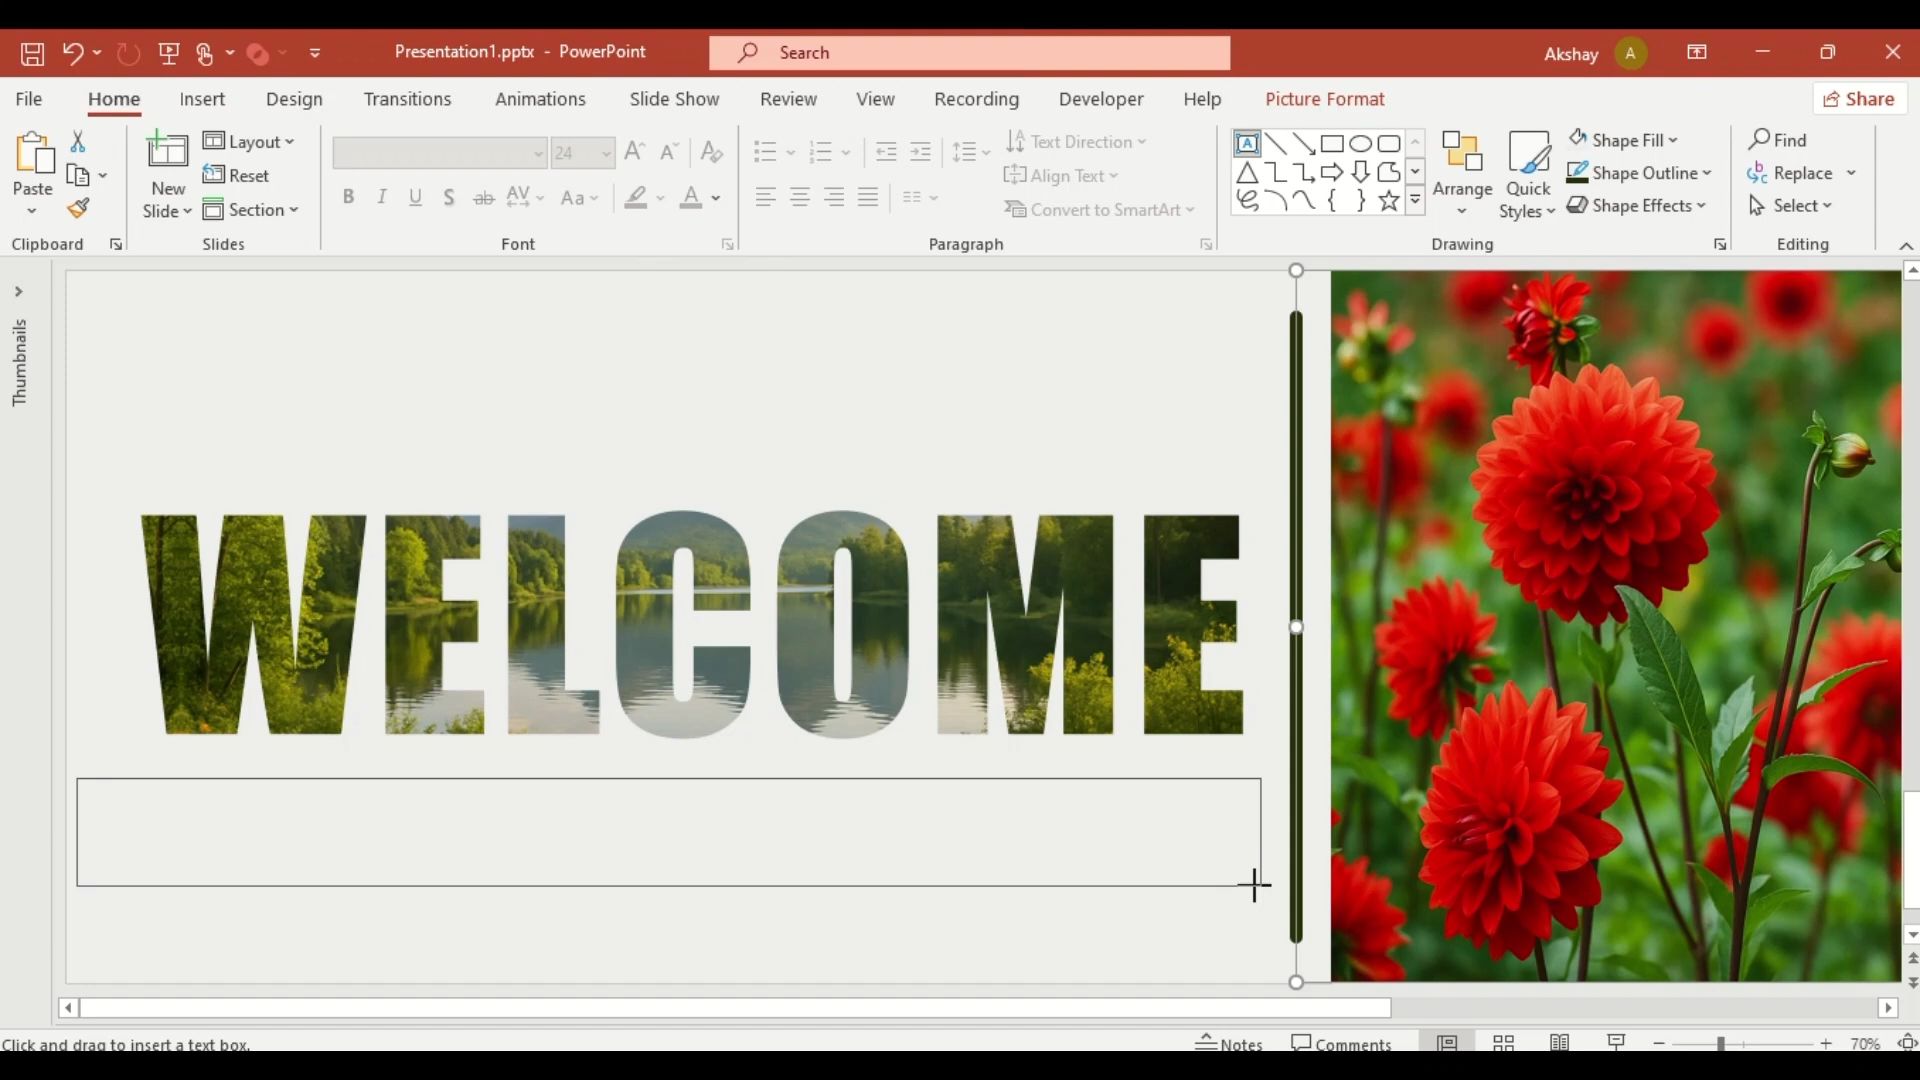 Presentation1.pptx - PowerPoint
Search
Akshay
A
File
Home
Insert
Design
Transitions
Animations
Slide Show
Review
View
Recording
Developer
Help
Picture Format
Share
Paste
New
Slide
Layout
Reset
Section
24
Text Direction
Align Text
Convert to SmartArt
Arrange
Quick
Styles
Shape Fill
Shape Outline
Shape Effects
Find
Replace
Select
Clipboard
Slides
Font
Paragraph
Drawing
Editing
Thumbnails
WELCOME
Click and drag to insert a text box.
Notes
Comments
70%